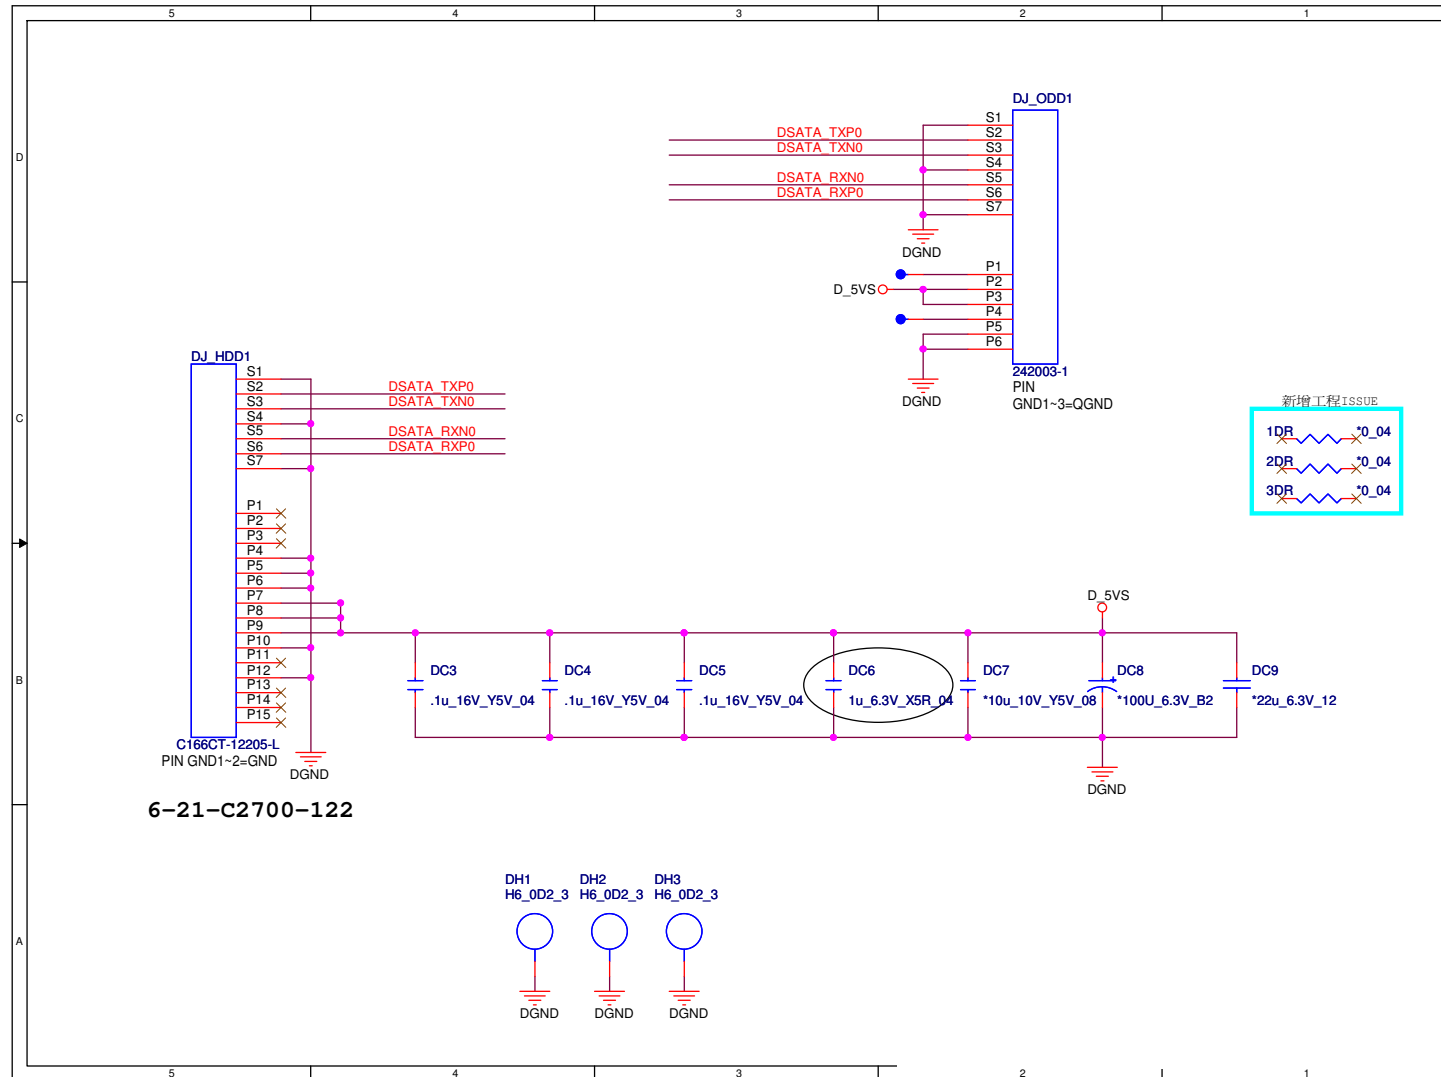 5 4 3 2 1
D
C
B
A
DJ_ODD1
S1
DSATA_TXP0 S2
DSATA_TXN0 S3
S4
DSATA_RXN0 S5
DSATA_RXP0 S6
S7
DGND
P1
D_5VS P2
P3
P4
P5
P6
DGND
242003-1
PIN
GND1~3=QGND
DJ_HDD1
S1
S2 DSATA_TXP0
S3 DSATA_TXN0
S4
S5 DSATA_RXN0
S6 DSATA_RXP0
S7
P1
P2
P3
P4
P5
P6
P7
P8
P9
P10
P11
P12
P13
P14
P15
C166CT-12205-L
PIN GND1~2=GND
DGND
6-21-C2700-122
新增工程ISSUE
1DR *0_04
2DR *0_04
3DR *0_04
D_5VS
DC3
.1u_16V_Y5V_04
DC4
.1u_16V_Y5V_04
DC5
.1u_16V_Y5V_04
DC6
1u_6.3V_X5R_04
DC7
*10u_10V_Y5V_08
DC8
+
*100U_6.3V_B2
DC9
*22u_6.3V_12
DGND
DH1 DH2 DH3
H6_0D2_3 H6_0D2_3 H6_0D2_3
DGND DGND DGND
5 4 3 2 1